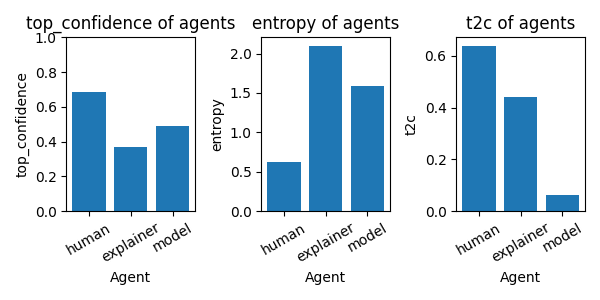 top_confidence of agents
top_confidence
1.0
0.8
0.6
0.4
0.2
0.0
human
explainer
model
Agent
entropy of agents
entropy
2.0
1.5
1.0
0.5
0.0
human
explainer
model
Agent
t2c of agents
t2c
0.6
0.4
0.2
0.0
human
explainer
model
Agent